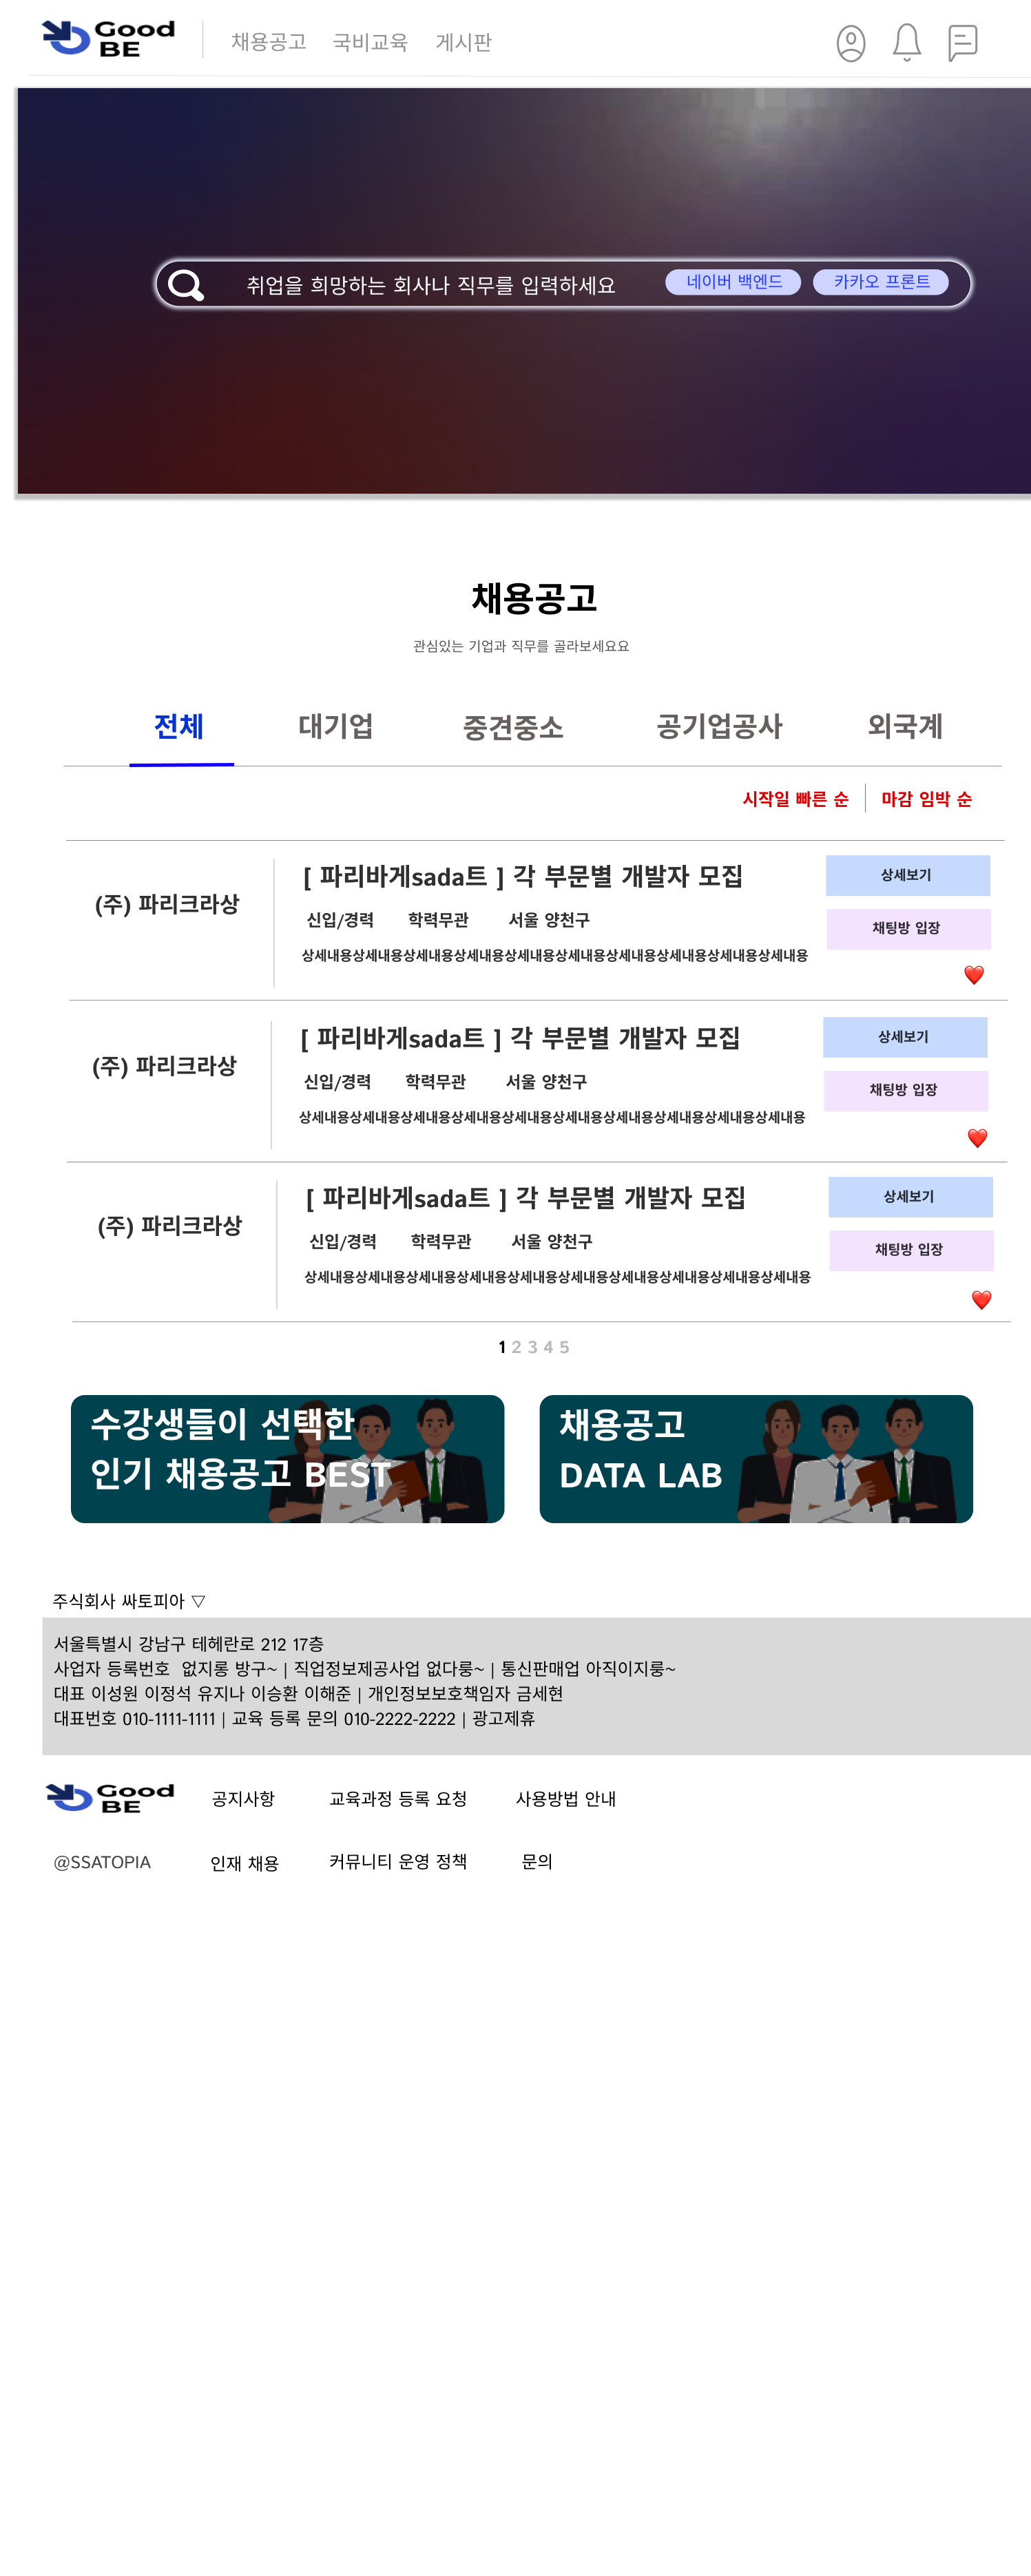 Good
BE
채용공고 국비교육 게시판
취업을 희망하는 회사나 직무를 입력하세요 네이버 백엔드 카카오 프론트
채용공고
관심있는 기업과 직무를 골라보세요요
전체 대기업 중견중소 공기업공사 외국계
시작일 빠른 순 마감 임박 순
(주) 파리크라상
[ 파리바게sada트 ] 각 부문별 개발자 모집
신입/경력 학력무관 서울 양천구
상세내용상세내용상세내용상세내용상세내용상세내용상세내용상세내용상세내용상세내용
상세보기
채팅방 입장
(주) 파리크라상
[ 파리바게sada트 ] 각 부문별 개발자 모집
신입/경력 학력무관 서울 양천구
상세내용상세내용상세내용상세내용상세내용상세내용상세내용상세내용상세내용상세내용
상세보기
채팅방 입장
(주) 파리크라상
[ 파리바게sada트 ] 각 부문별 개발자 모집
신입/경력 학력무관 서울 양천구
상세내용상세내용상세내용상세내용상세내용상세내용상세내용상세내용상세내용상세내용
상세보기
채팅방 입장
1 2 3 4 5
수강생들이 선택한
인기 채용공고 BEST
채용공고
DATA LAB
주식회사 싸토피아 ▽
서울특별시 강남구 테헤란로 212 17층
사업자 등록번호 없지롱 방구~ | 직업정보제공사업 없다룽~ | 통신판매업 아직이지룽~
대표 이성원 이정석 유지나 이승환 이해준 | 개인정보보호책임자 금세현
대표번호 010-1111-1111 | 교육 등록 문의 010-2222-2222 | 광고제휴
Good
BE
공지사항 교육과정 등록 요청 사용방법 안내
@SSATOPIA 인재 채용 커뮤니티 운영 정책 문의